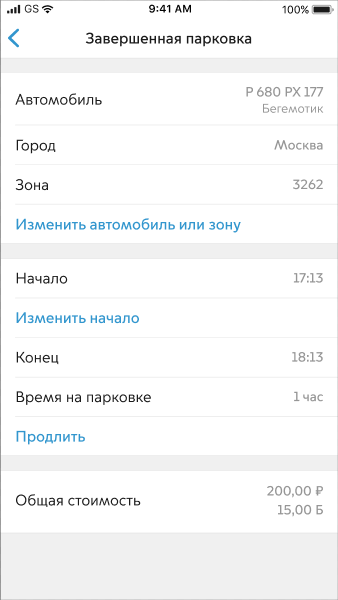 GS 9:41 AM 100%
Завершенная парковка
Автомобиль Р 680 РХ 177
Бегемотик
Город Москва
Зона 3262
Изменить автомобиль или зону
Начало 17:13
Изменить начало
Конец 18:13
Время на парковке 1 час
Продлить
Общая стоимость 200,00 ₽
15,00 Б